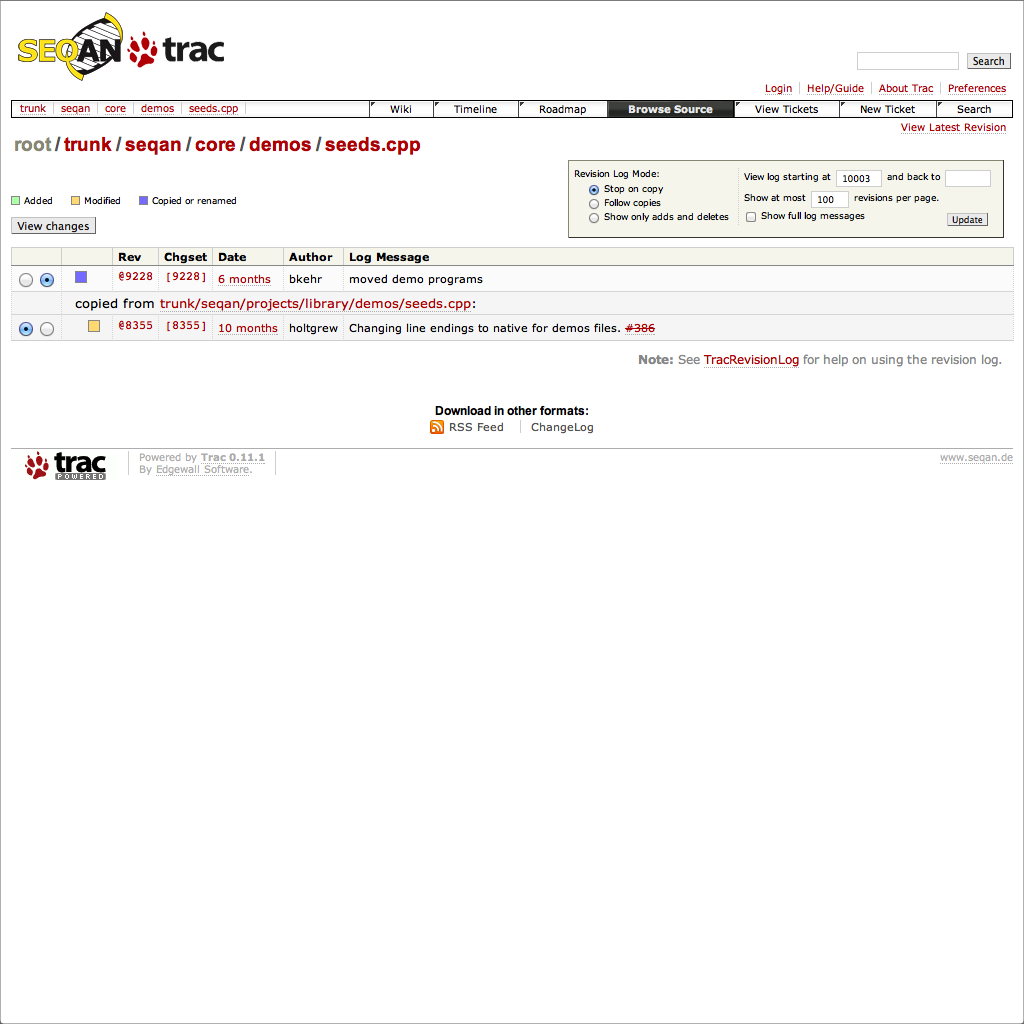 SEQAN trac
Search
Login Help/Guide About Trac Preferences
trunk seqan core demos seeds.cpp Wiki Timeline Roadmap Browse Source View Tickets New Ticket Search
View Latest Revision
root / trunk / seqan / core / demos / seeds.cpp
Revision Log Mode:
Stop on copy
Follow copies
Show only adds and deletes
View log starting at 10003 and back to
Show at most 100 revisions per page.
Show full log messages
Update
Added Modified Copied or renamed
View changes
Rev Chgset Date Author Log Message
@9228 [9228] 6 months bkehr moved demo programs
copied from trunk/seqan/projects/library/demos/seeds.cpp:
@8355 [8355] 10 months holtgrew Changing line endings to native for demos files. #386
Note: See TracRevisionLog for help on using the revision log.
Download in other formats:
RSS Feed ChangeLog
trac POWERED
Powered by Trac 0.11.1
By Edgewall Software.
www.seqan.de